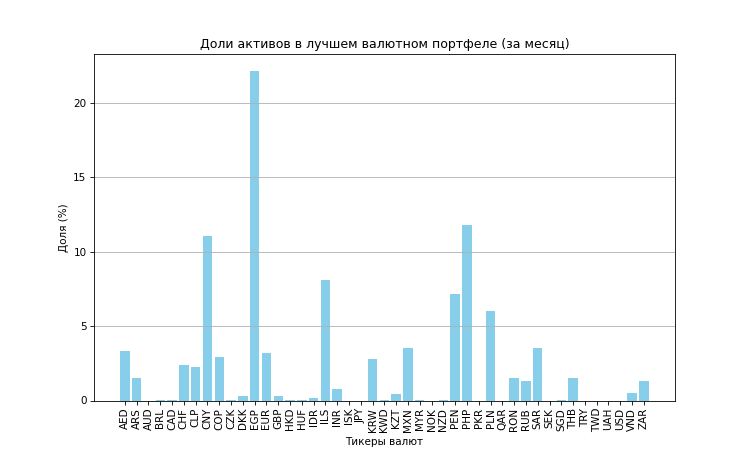 Доли активов в лучшем валютном портфеле (за месяц)
Доля (%)
20
15
10
5
0
AED ARS AUD BRL CAD CHF CLP CNY COP CZK DKK EGP EUR GBP HKD HUF IDR ILS INR ISK JPY KRW KWD KZT MXN MYR NOK NZD PEN PHP PKR PLN QAR RON RUB SAR SEK SGD THB TRY TWD UAH USD VND ZAR
Тикеры валют